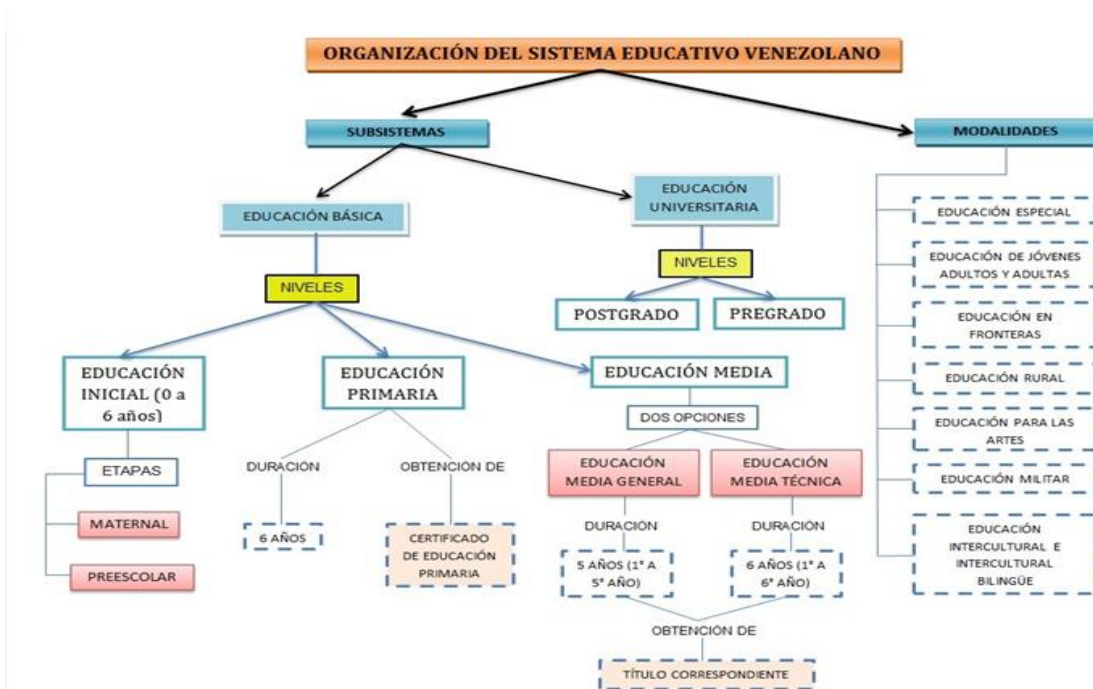 ORGANIZACIÓN DEL SISTEMA EDUCATIVO VENEZOLANO
SUBSISTEMAS
MODALIDADES
EDUCACIÓN BÁSICA
EDUCACIÓN
UNIVERSITARIA
NIVELES
NIVELES
POSTGRADO
PREGRADO
EDUCACIÓN
INICIAL (0 a
6 años)
EDUCACIÓN
PRIMARIA
EDUCACIÓN MEDIA
ETAPAS
MATERNAL
PREESCOLAR
DURACIÓN
6 AÑOS
OBTENCIÓN DE
CERTIFICADO
DE EDUCACIÓN
PRIMARIA
DOS OPCIONES
EDUCACIÓN
MEDIA GENERAL
EDUCACIÓN
MEDIA TÉCNICA
DURACIÓN
DURACIÓN
5 AÑOS (1° A
5° AÑO)
6 AÑOS (1° A
6° AÑO)
OBTENCIÓN DE
TÍTULO CORRESPONDIENTE
EDUCACIÓN ESPECIAL
EDUCACIÓN DE JÓVENES
ADULTOS Y ADULTAS
EDUCACIÓN EN
FRONTERAS
EDUCACIÓN RURAL
EDUCACIÓN PARA LAS
ARTES
EDUCACIÓN MILITAR
EDUCACIÓN
INTERCULTURAL E
INTERCULTURAL
BILINGÜE